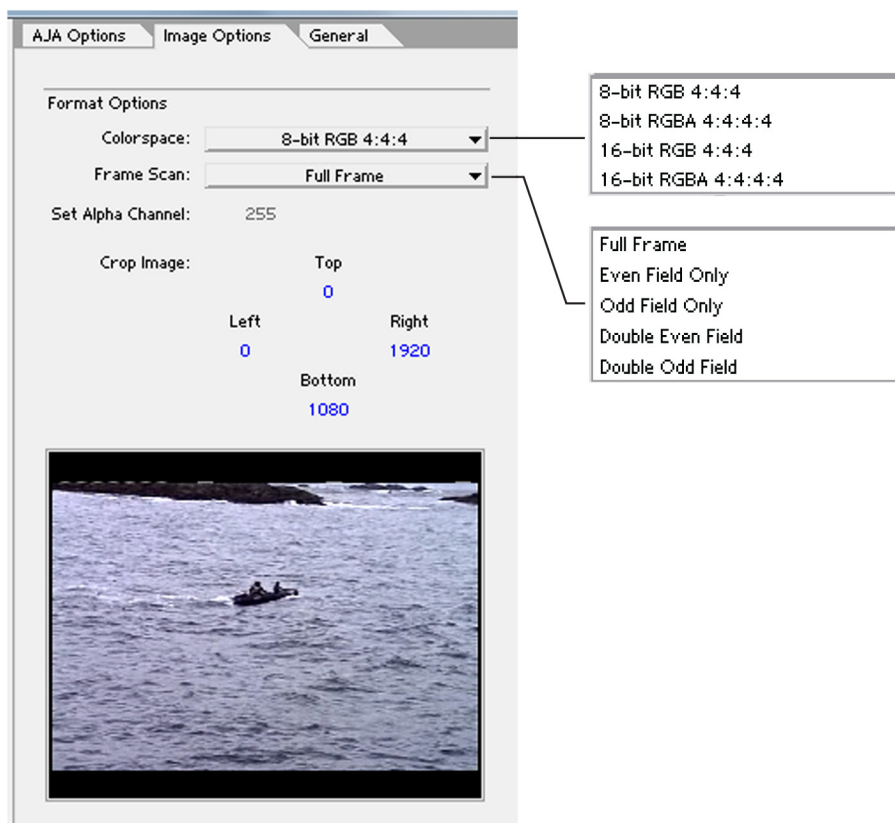 AJA Options Image Options General
Format Options
Colorspace: 8-bit RGB 4:4:4
Frame Scan: Full Frame
Set Alpha Channel: 255
Crop Image: Top
0
Left Right
0 1920
Bottom
1080
8-bit RGB 4:4:4
8-bit RGBA 4:4:4:4
16-bit RGB 4:4:4
16-bit RGBA 4:4:4:4
Full Frame
Even Field Only
Odd Field Only
Double Even Field
Double Odd Field